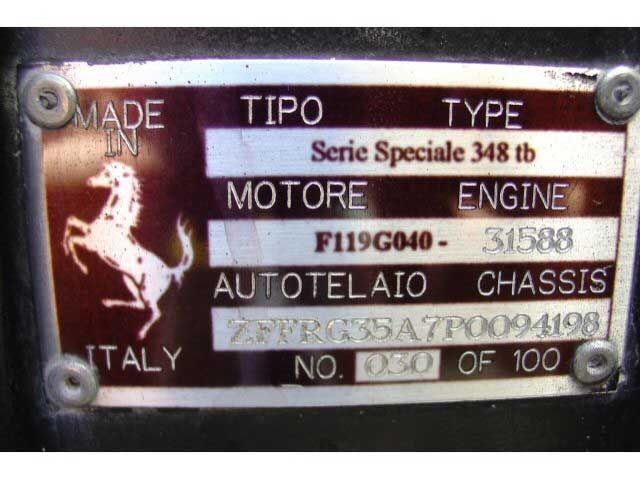 MADE IN ITALY
TIPO TYPE
Serie Speciale 348 tb
MOTORE ENGINE
F119G040 - 31588
AUTOTELAIO CHASSIS
ZFFRG35A7P0094198
NO. 030 OF 100